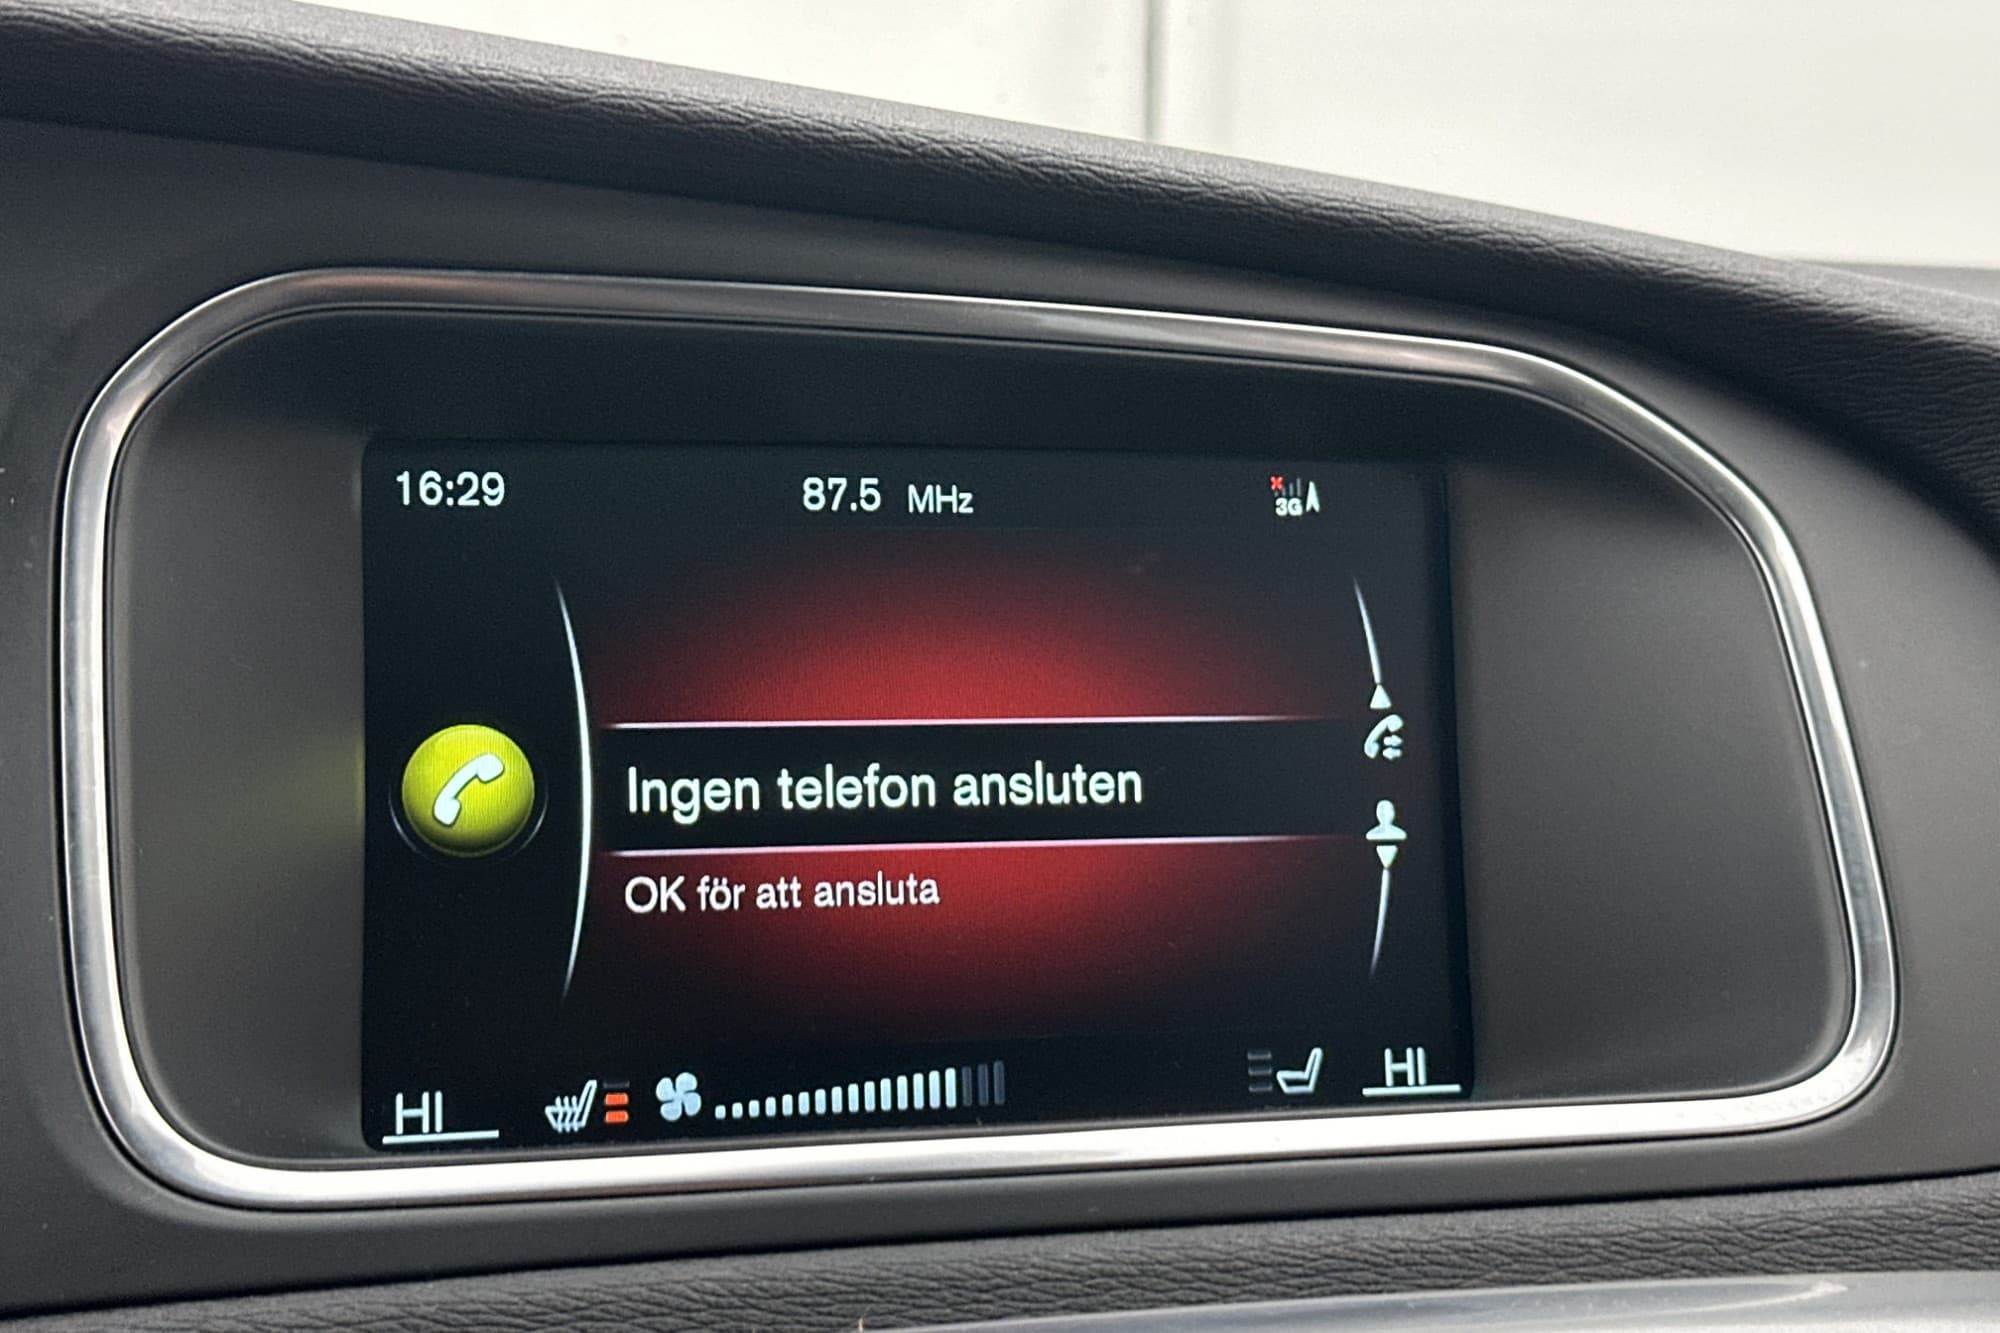 16:29 87.5 MHz 3G
Ingen telefon ansluten
OK för att ansluta
HI HI